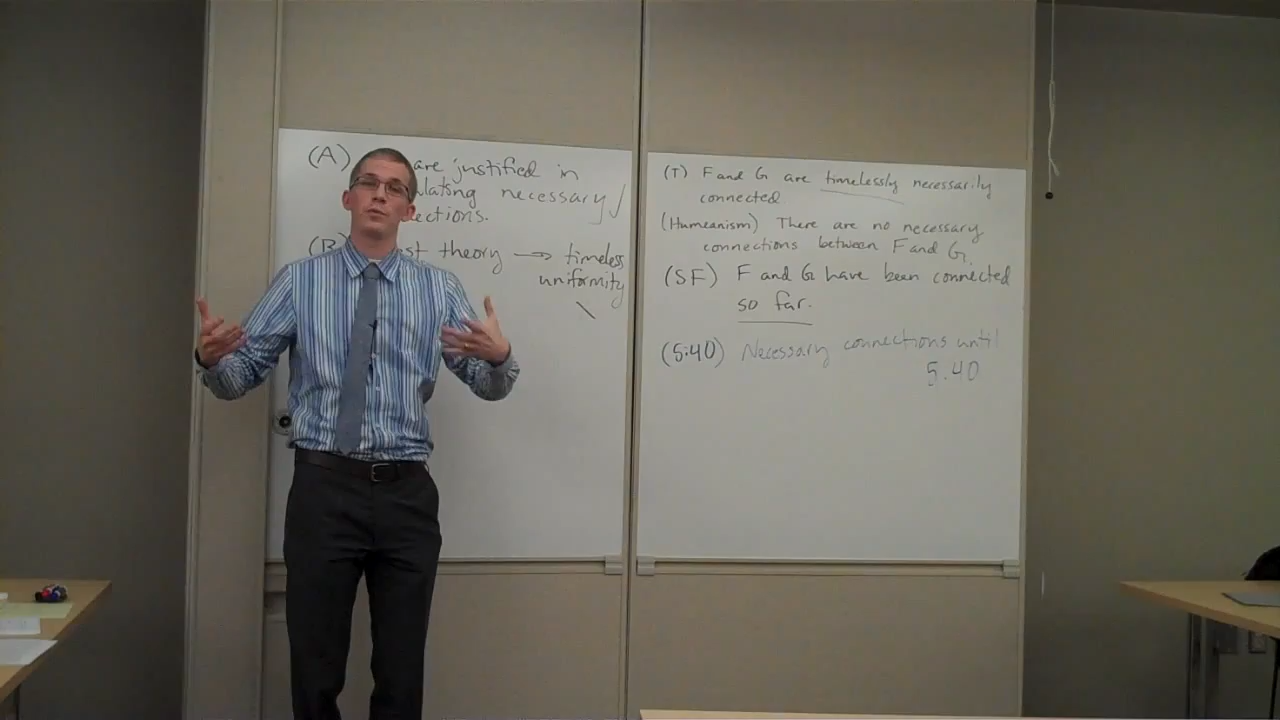 (A) are justified in
necessary ✓
(B) theory → timeless
uniformity
(T) F and G are timelessly necessarily
connected.
(Humeanism) There are no necessary
connections between F and G.
(SF) F and G have been connected
so far.
(5:40) Necessary connections until
5.40